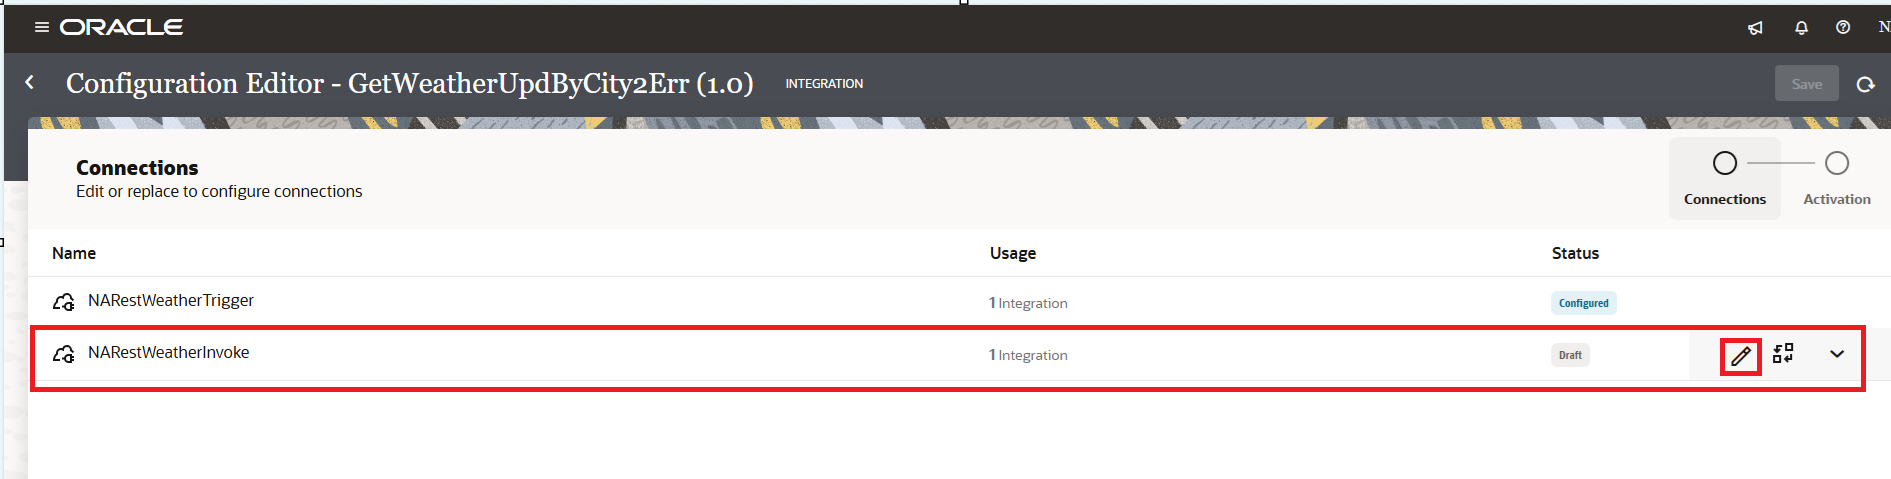 ORACLE
N
Configuration Editor - GetWeatherUpdByCity2Err (1.0) INTEGRATION Save
Connections
Edit or replace to configure connections
Connections Activation
Name Usage Status
NARestWeatherTrigger 1 Integration Configured
NARestWeatherInvoke 1 Integration Draft